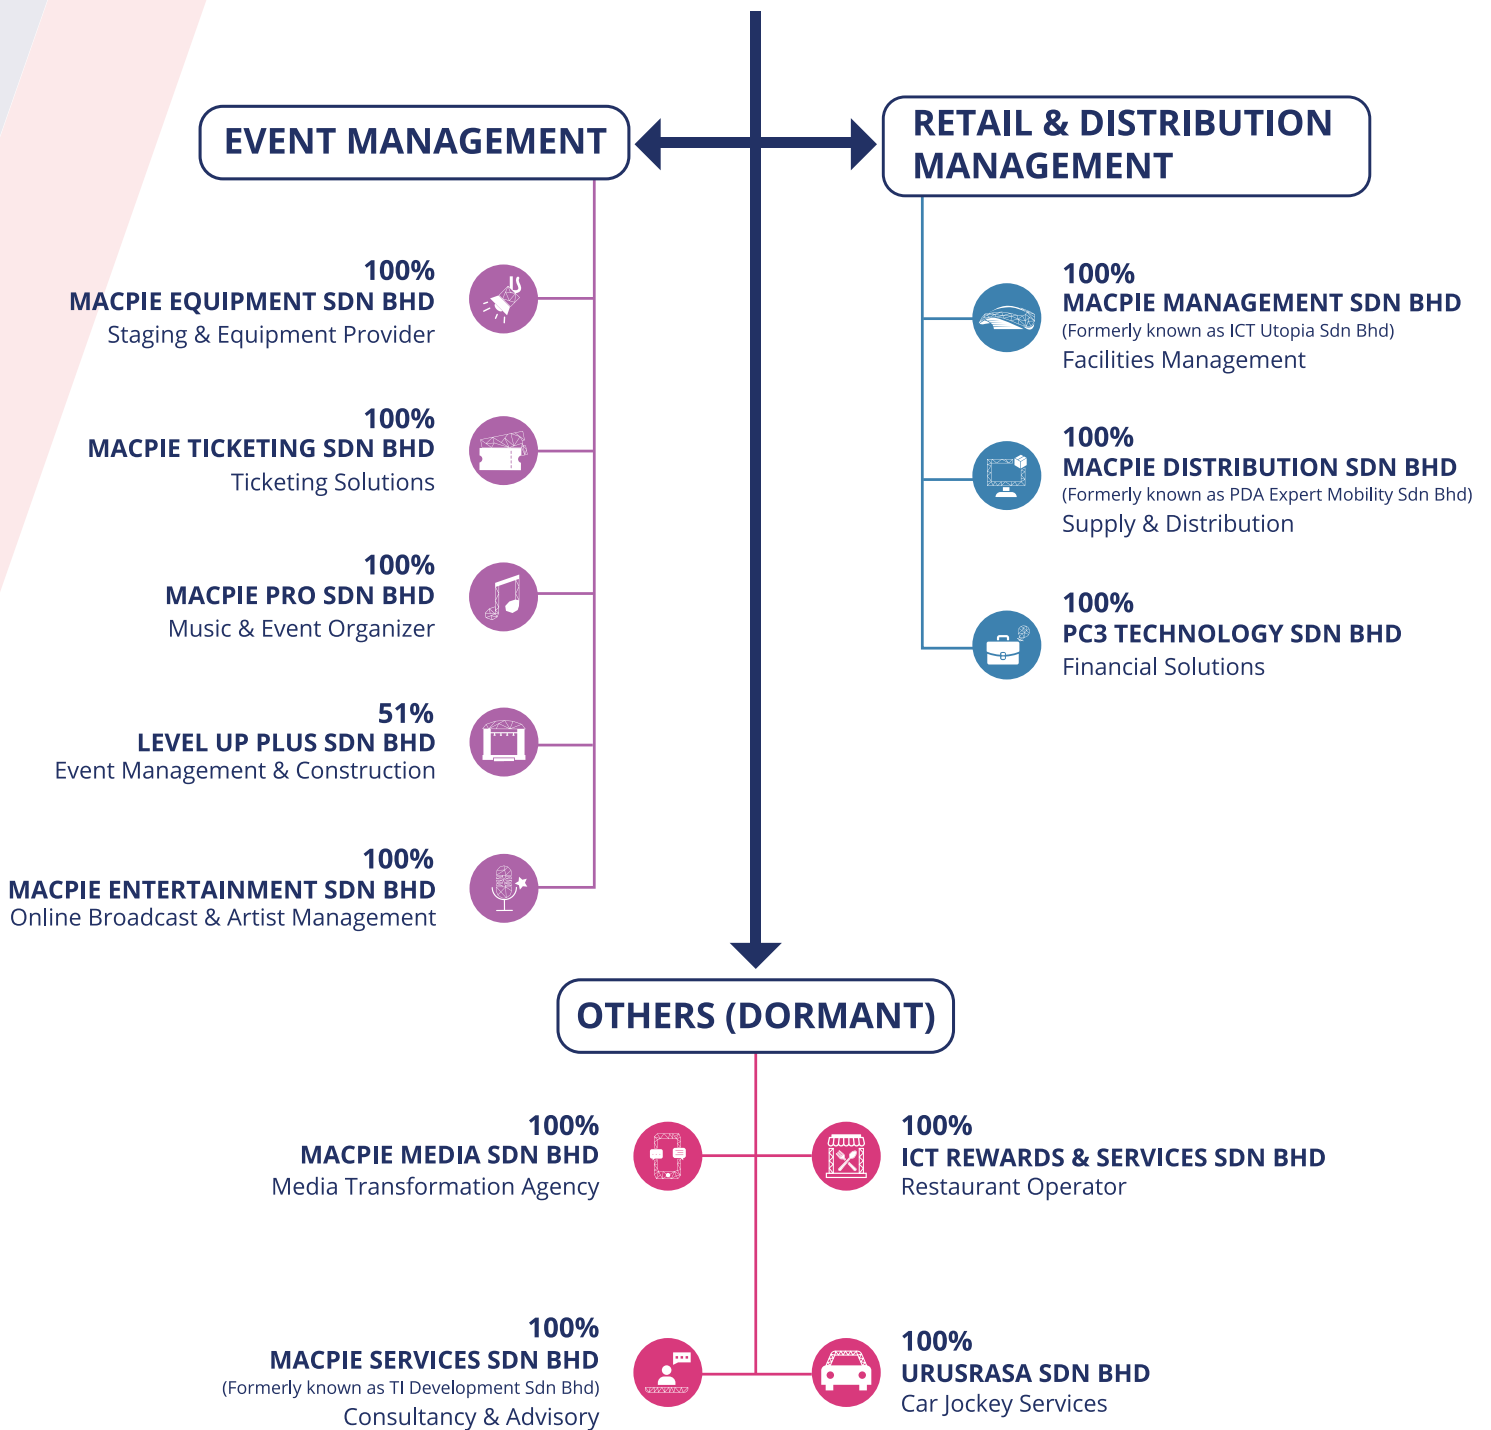 EVENT MANAGEMENT
100%
MACPIE EQUIPMENT SDN BHD
Staging & Equipment Provider
100%
MACPIE TICKETING SDN BHD
Ticketing Solutions
100%
MACPIE PRO SDN BHD
Music & Event Organizer
51%
LEVEL UP PLUS SDN BHD
Event Management & Construction
100%
MACPIE ENTERTAINMENT SDN BHD
Online Broadcast & Artist Management
RETAIL & DISTRIBUTION
MANAGEMENT
100%
MACPIE MANAGEMENT SDN BHD
(Formerly known as ICT Utopia Sdn Bhd)
Facilities Management
100%
MACPIE DISTRIBUTION SDN BHD
(Formerly known as PDA Expert Mobility Sdn Bhd)
Supply & Distribution
100%
PC3 TECHNOLOGY SDN BHD
Financial Solutions
OTHERS (DORMANT)
100%
MACPIE MEDIA SDN BHD
Media Transformation Agency
100%
ICT REWARDS & SERVICES SDN BHD
Restaurant Operator
100%
MACPIE SERVICES SDN BHD
(Formerly known as TI Development Sdn Bhd)
Consultancy & Advisory
100%
URUSRASA SDN BHD
Car Jockey Services